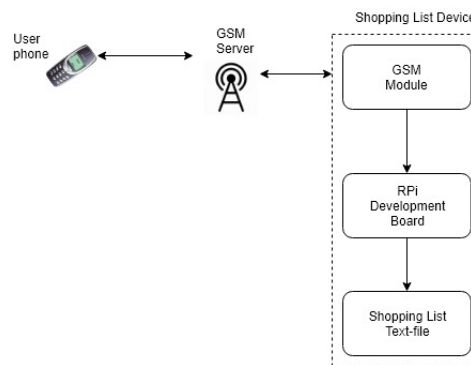 User
phone
GSM
Server
Shopping List Device
GSM
Module
RPi
Development
Board
Shopping List
Text-file